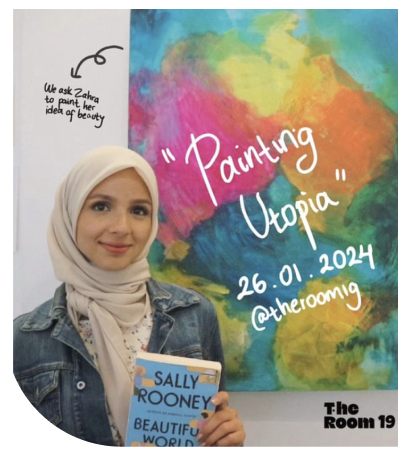 We ask Zahra
to paint her
idea of beauty
"Painting
Utopia"
26.01.2024
@theroom19
SALLY
ROONEY
BEAUTIFUL
WORLD
The
Room 19